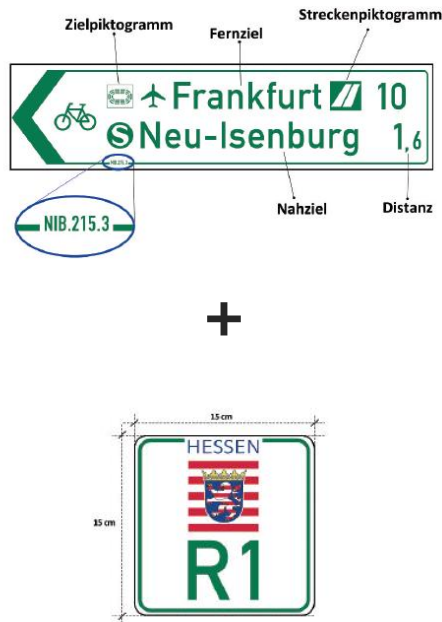 Zielpiktogramm
Fernziel
Streckenpiktogramm
Frankfurt 10
S Neu-Isenburg 1,6
NIB.215.3
NIB.215.3
Nahziel
Distanz
+
15 cm
15 cm
HESSEN
R1